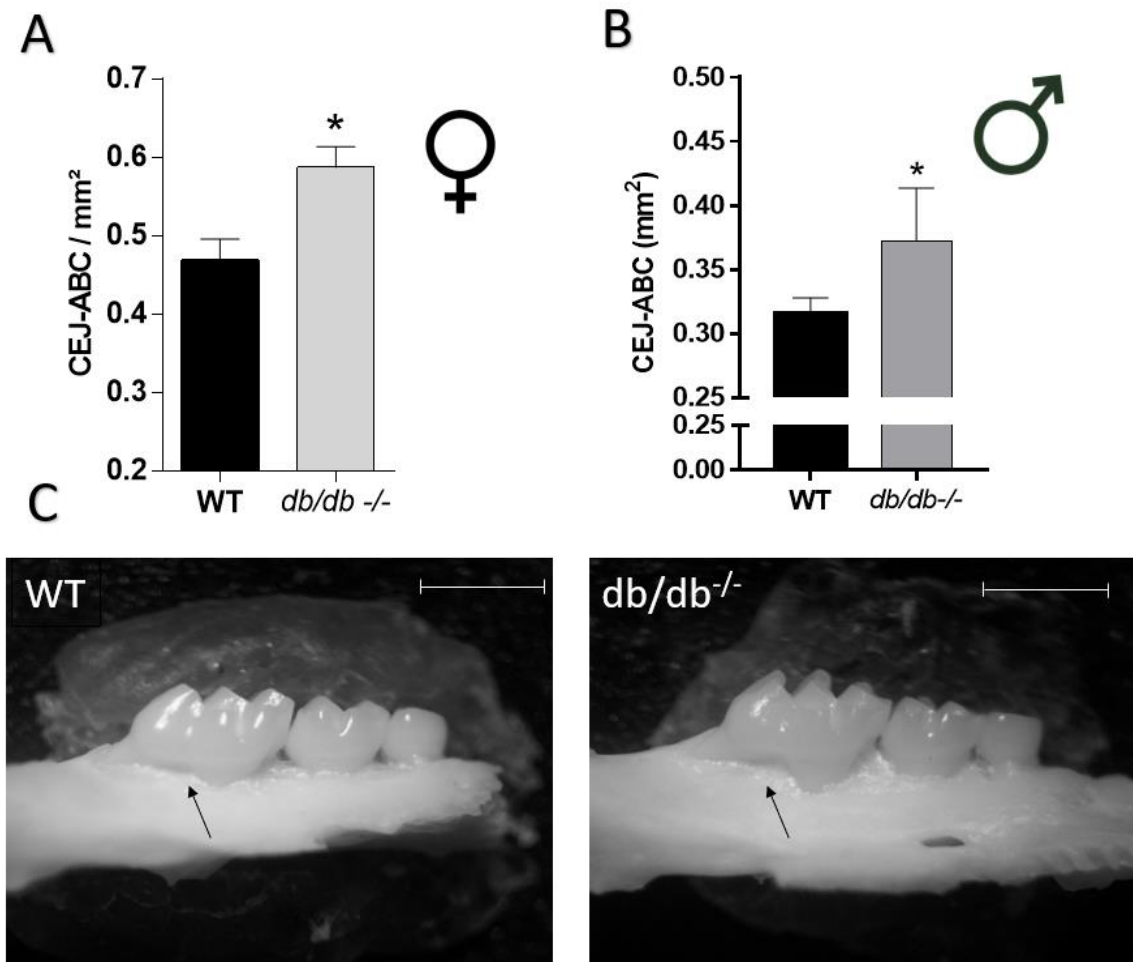 A
CEJ-ABC / mm²
0.7
0.6
0.5
0.4
0.3
0.2
*
WT
db/db -/-
B
CEJ-ABC (mm²)
0.50
0.45
0.40
0.35
0.30
0.25
0.25
0.00
*
WT
db/db-/-
C
WT
db/db-/-